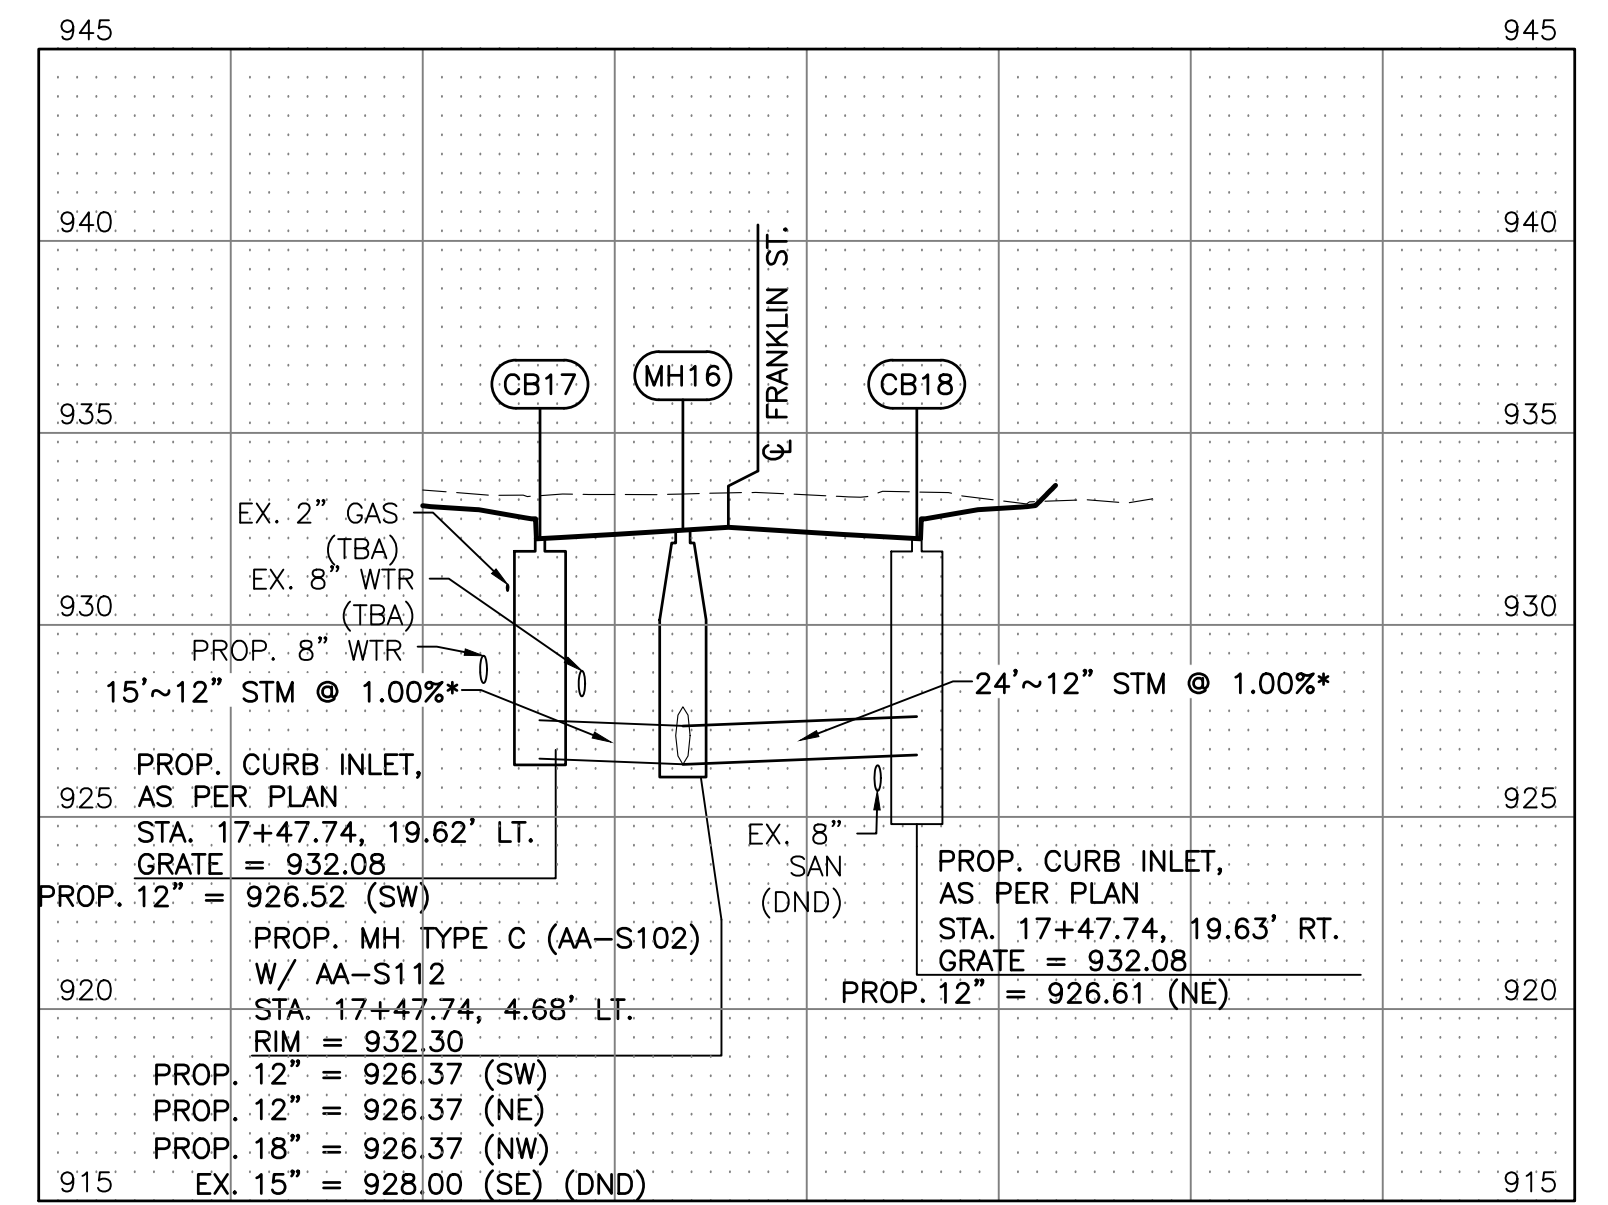 945
945
940
940
℄ FRANKLIN ST.
CB17
MH16
CB18
935
935
EX. 2" GAS
(TBA)
EX. 8" WTR
(TBA)
930
930
PROP. 8" WTR
15'~12" STM @ 1.00%*
24'~12" STM @ 1.00%*
PROP. CURB INLET,
AS PER PLAN
STA. 17+47.74, 19.62' LT.
GRATE = 932.08
PROP. 12" = 926.52 (SW)
925
925
EX. 8"
SAN
(DND)
PROP. CURB INLET,
AS PER PLAN
STA. 17+47.74, 19.63' RT.
GRATE = 932.08
PROP. 12" = 926.61 (NE)
PROP. MH TYPE C (AA-S102)
W/ AA-S112
STA. 17+47.74, 4.68' LT.
RIM = 932.30
PROP. 12" = 926.37 (SW)
PROP. 12" = 926.37 (NE)
PROP. 18" = 926.37 (NW)
EX. 15" = 928.00 (SE) (DND)
920
920
915
915